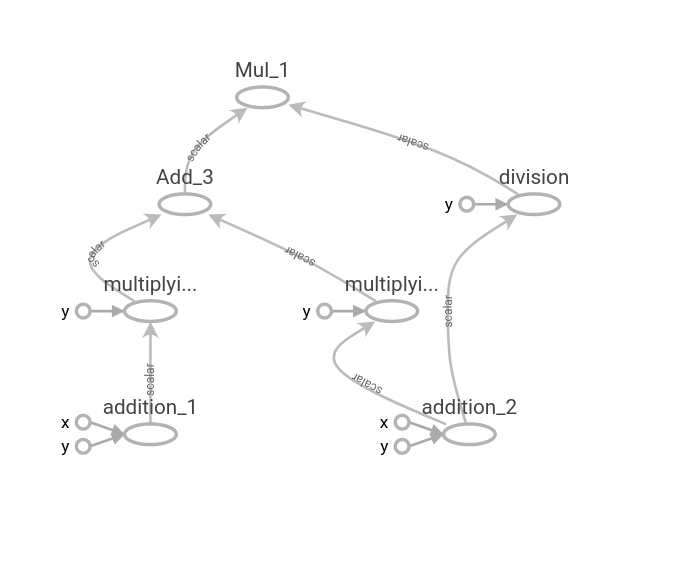 Mul_1
scalar
scalar
Add_3
division
y
scalar
scalar
multiplyi...
multiplyi...
y
y
scalar
scalar
scalar
addition_1
addition_2
x
x
y
y